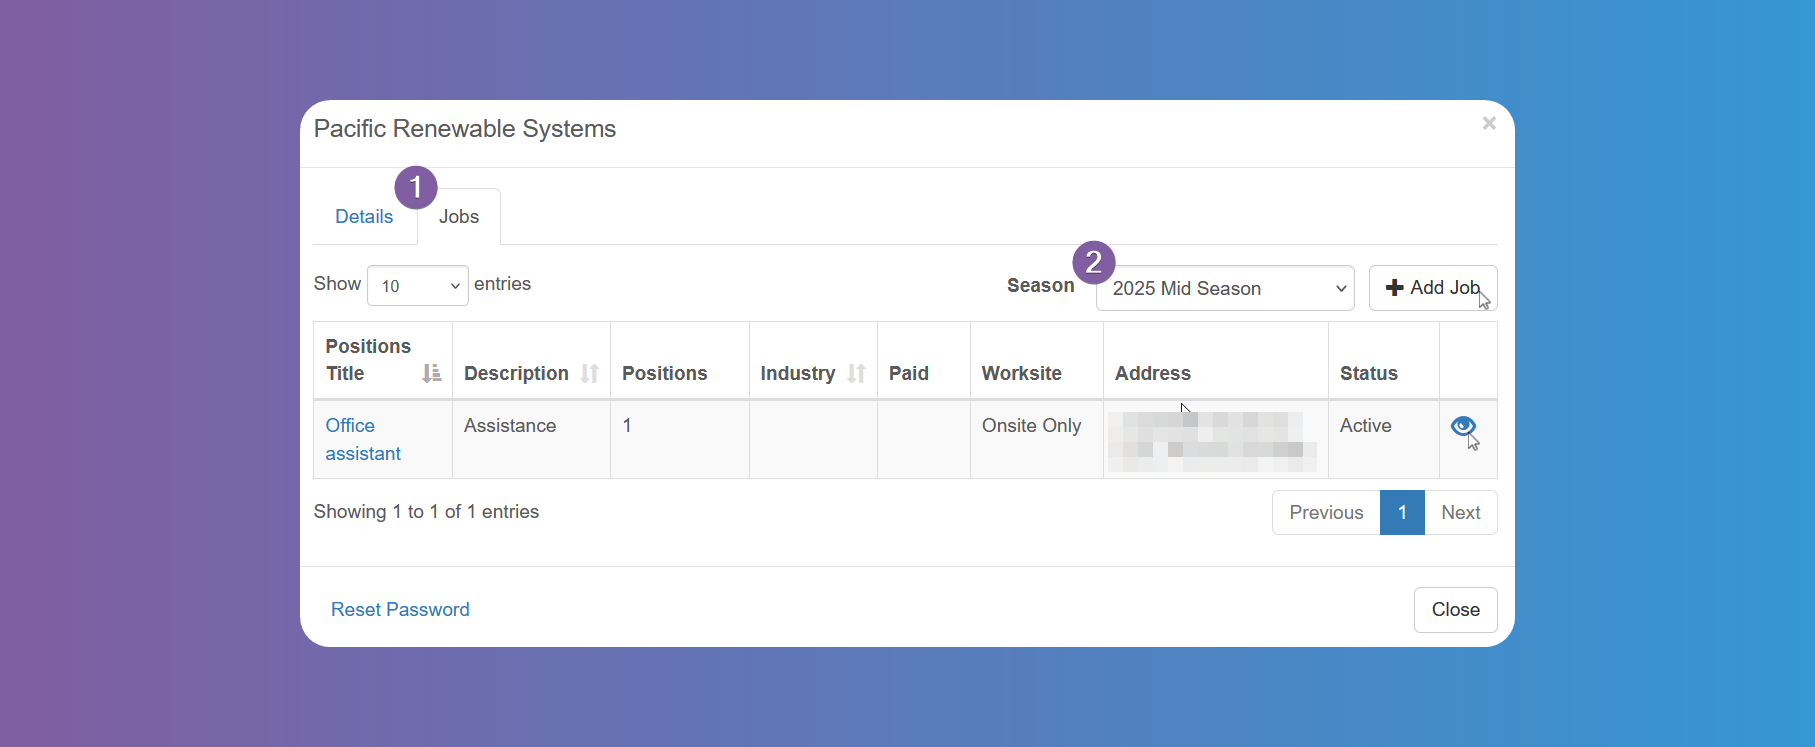 Pacific Renewable Systems
×
1
Details
Jobs
Show 10 entries
2
Season 2025 Mid Season
Add Job
Positions Title Description Positions Industry Paid Worksite Address Status
Office assistant Assistance 1 Onsite Only Active
Showing 1 to 1 of 1 entries
Previous 1 Next
Reset Password
Close